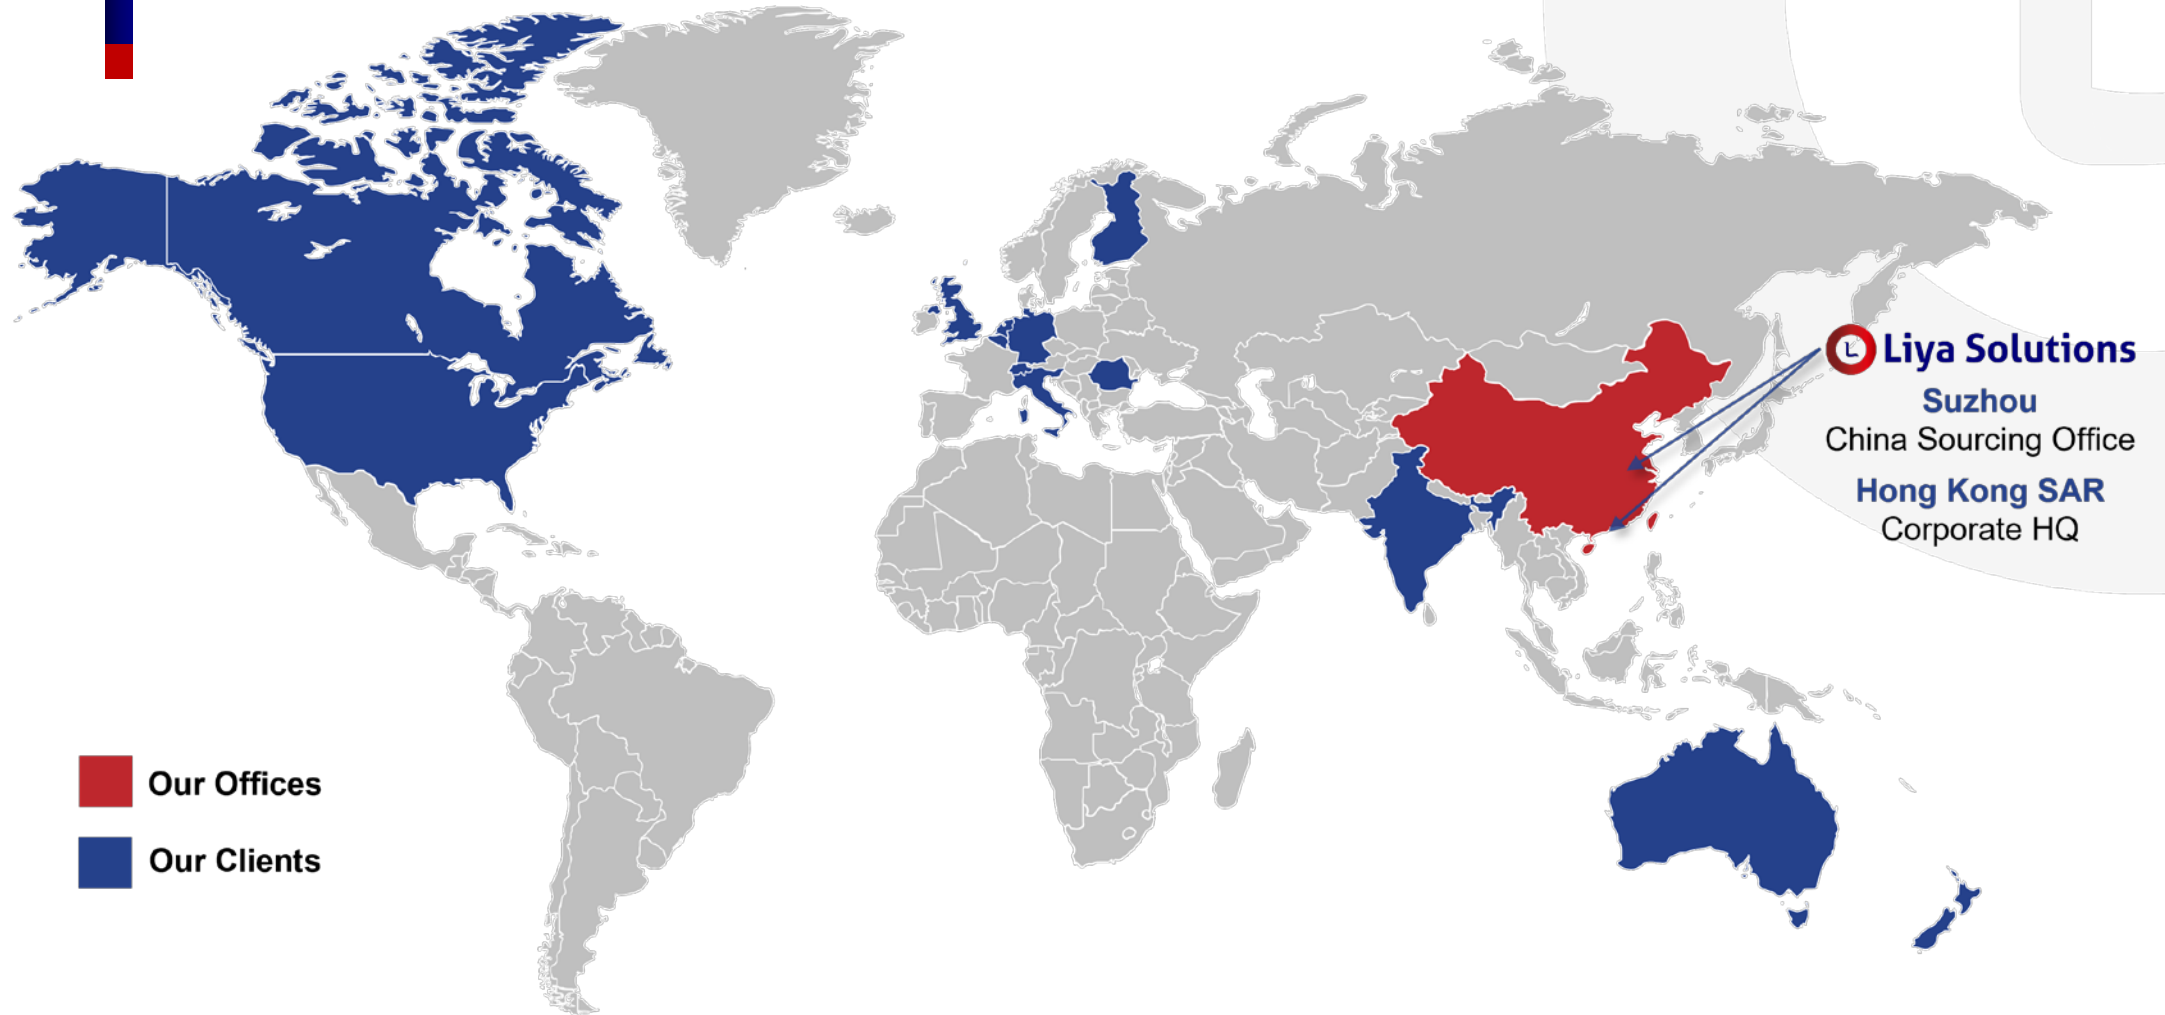 Liya Solutions
Suzhou
China Sourcing Office
Hong Kong SAR
Corporate HQ
Our Offices
Our Clients